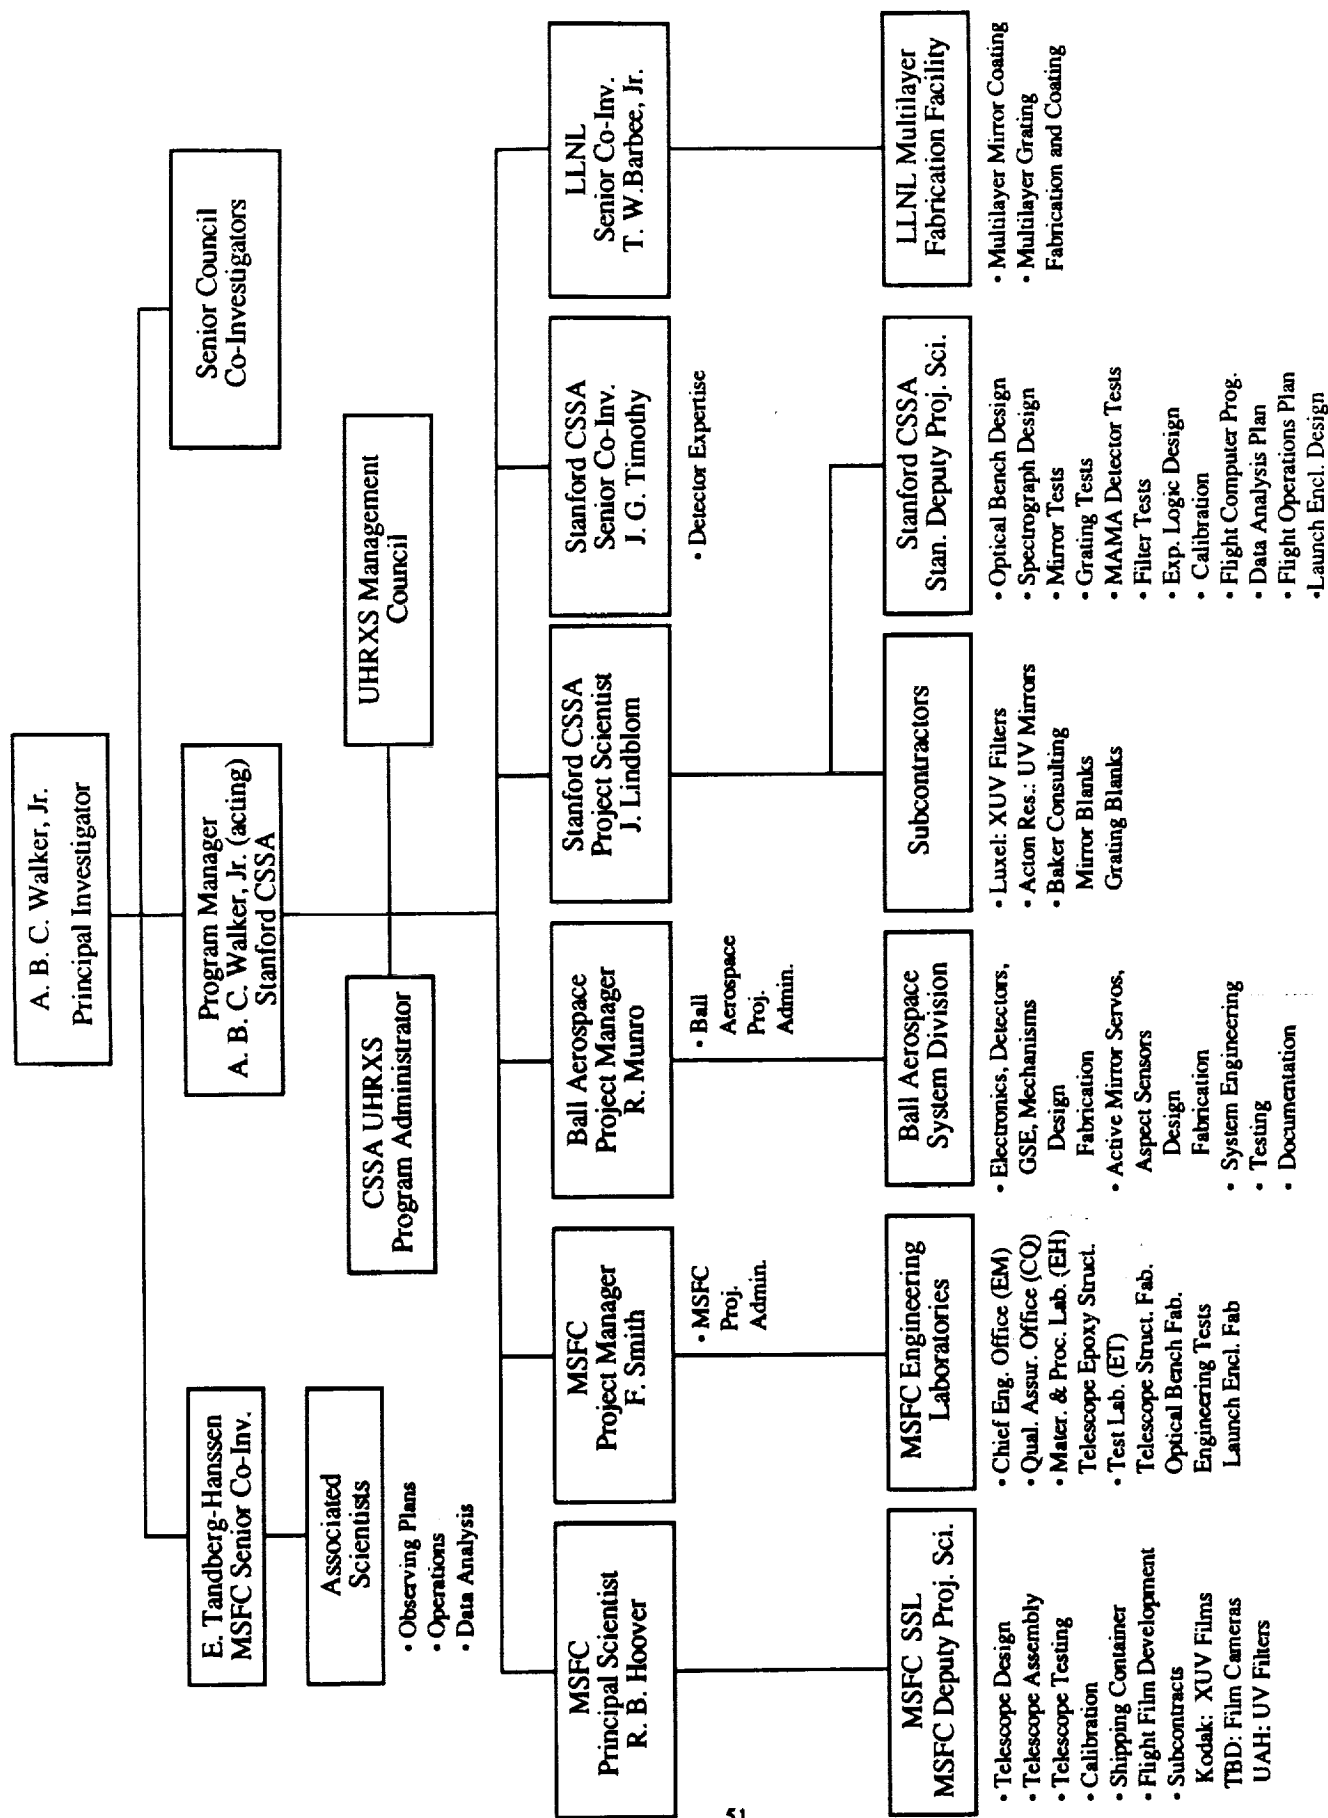 A. B. C. Walker, Jr.
Principal Investigator
E. Tandberg-Hanssen
MSFC Senior Co-Inv.
Program Manager
A. B. C. Walker, Jr. (acting)
Stanford CSSA
Senior Council
Co-Investigators
Associated
Scientists
• Observing Plans
• Operations
• Data Analysis
CSSA UHRXS
Program Administrator
UHRXS Management
Council
MSFC
Principal Scientist
R. B. Hoover
MSFC
Project Manager
F. Smith
• MSFC
Proj.
Admin.
Ball Aerospace
Project Manager
R. Munro
• Ball
Aerospace
Proj.
Admin.
Stanford CSSA
Project Scientist
J. Lindblom
Stanford CSSA
Senior Co-Inv.
J. G. Timothy
• Detector Expertise
LLNL
Senior Co-Inv.
T. W.Barbee, Jr.
MSFC SSL
MSFC Deputy Proj. Sci.
• Telescope Design
• Telescope Assembly
• Telescope Testing
• Calibration
• Shipping Container
• Flight Film Development
• Subcontracts
Kodak: XUV Films
TBD: Film Cameras
UAH: UV Filters
MSFC Engineering
Laboratories
• Chief Eng. Office (EM)
• Qual. Assur. Office (CQ)
• Mater. & Proc. Lab. (EH)
Telescope Epoxy Struct.
• Test Lab. (ET)
Telescope Struct. Fab.
Optical Bench Fab.
Engineering Tests
Launch Encl. Fab
Ball Aerospace
System Division
• Electronics, Detectors,
GSE, Mechanisms
Design
Fabrication
• Active Mirror Servos,
Aspect Sensors
Design
Fabrication
• System Engineering
• Testing
• Documentation
Subcontractors
• Luxel: XUV Filters
• Acton Res.: UV Mirrors
• Baker Consulting
Mirror Blanks
Grating Blanks
Stanford CSSA
Stan. Deputy Proj. Sci.
• Optical Bench Design
• Spectrograph Design
• Mirror Tests
• Grating Tests
• MAMA Detector Tests
• Filter Tests
• Exp. Logic Design
• Calibration
• Flight Computer Prog.
• Data Analysis Plan
• Flight Operations Plan
•Launch Encl. Design
LLNL Multilayer
Fabrication Facility
• Multilayer Mirror Coating
• Multilayer Grating
Fabrication and Coating
51